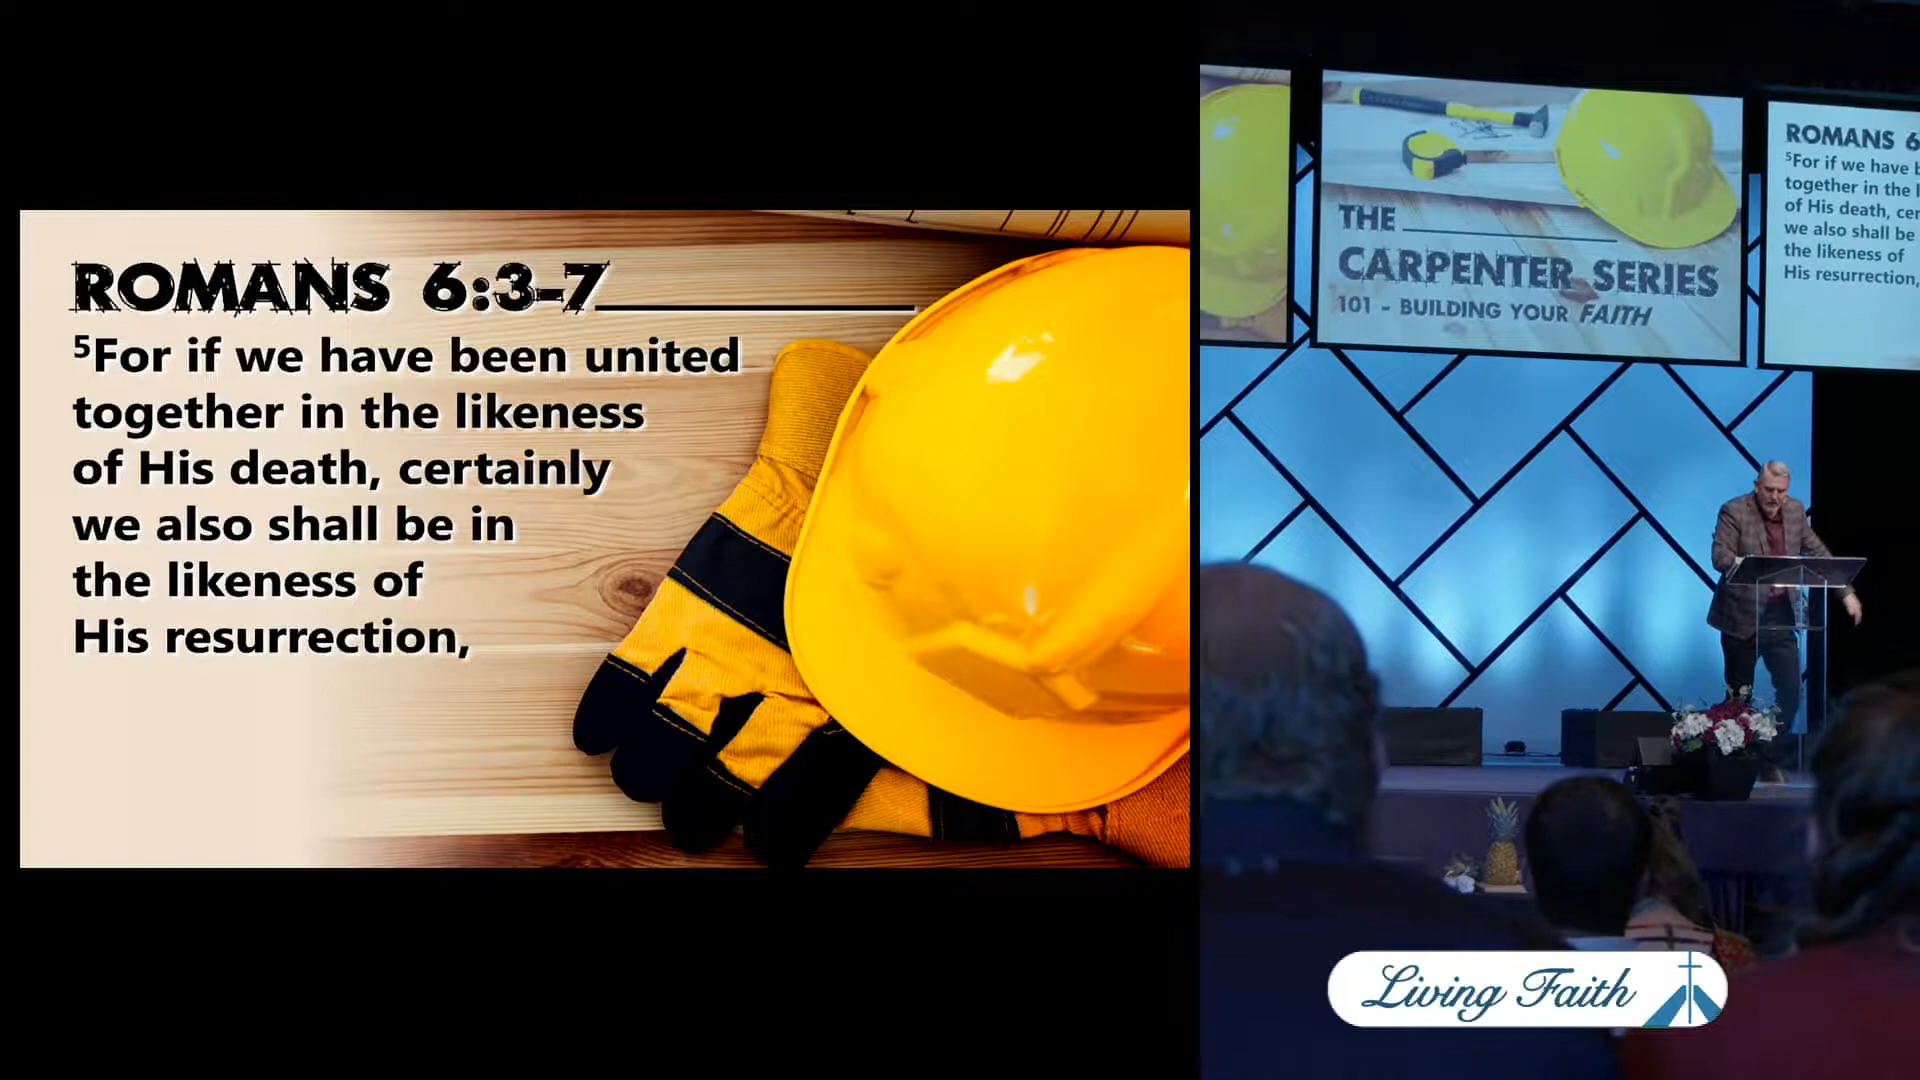 ROMANS 6:3-7
⁵For if we have been united
together in the likeness
of His death, certainly
we also shall be in
the likeness of
His resurrection,
THE
CARPENTER SERIES
101 - BUILDING YOUR FAITH
ROMANS 6
⁵For if we have
together in the
of His death,
we also shall be
the likeness of
His resurrection,
Living Faith